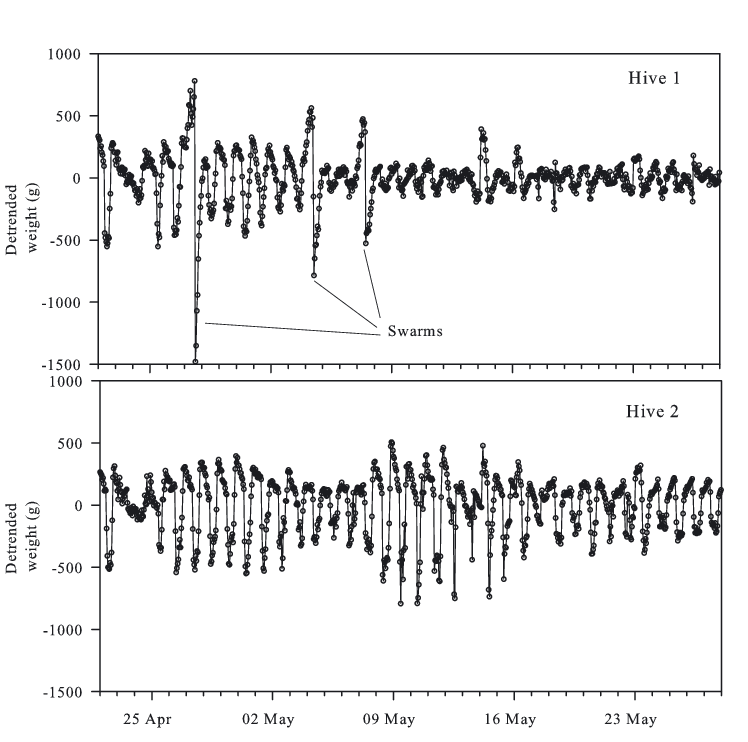 1000
Hive 1
500
0
Detrended
weight (g)
-500
-1000
Swarms
-1500
1000
Hive 2
500
0
Detrended
weight (g)
-500
-1000
-1500
25 Apr 02 May 09 May 16 May 23 May